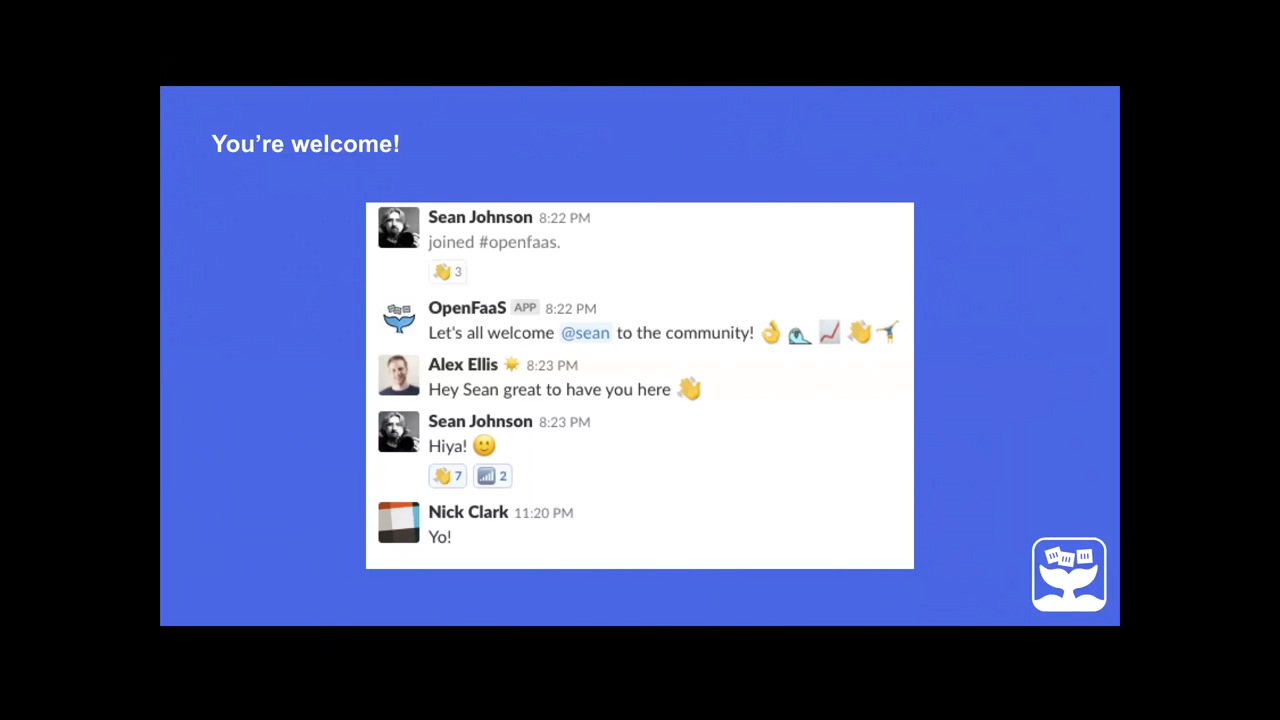 You’re welcome!
Sean Johnson 8:22 PM
joined #openfaas.
👋 3
OpenFaaS APP 8:22 PM
Let's all welcome @sean to the community! 👌 🌊 📈 👋 🤸
Alex Ellis ☀️ 8:23 PM
Hey Sean great to have you here 👋
Sean Johnson 8:23 PM
Hiya! 🙂
👋 7 📶 2
Nick Clark 11:20 PM
Yo!